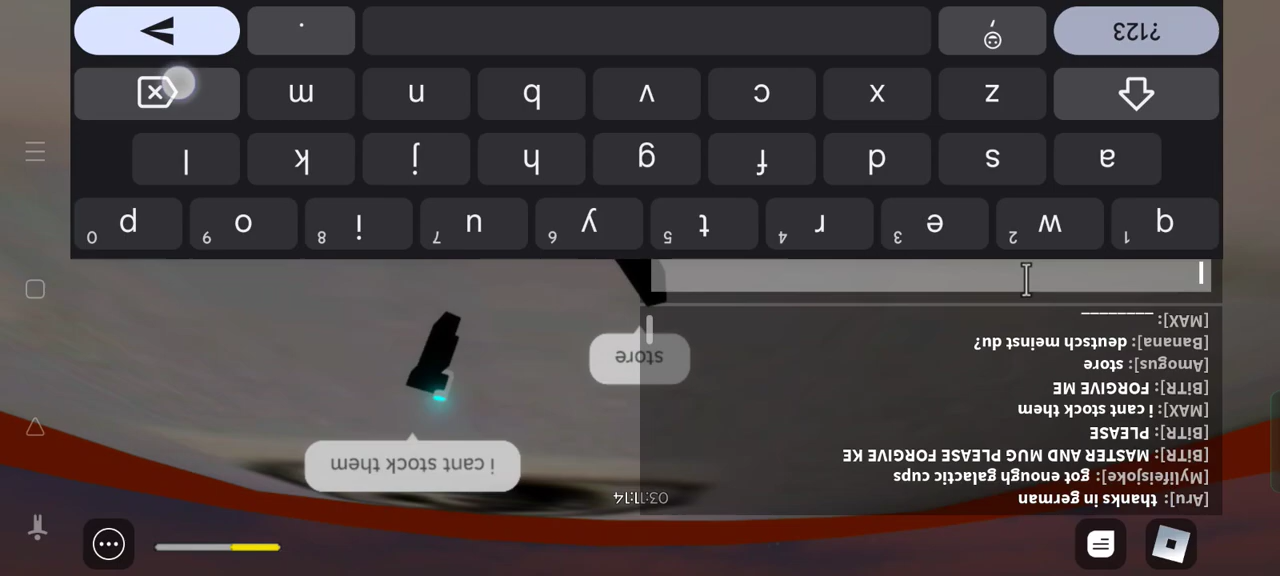 [Aru]: thanks in german
[Mylifeisjoke]: got enough galactic cups
[BiTR]: MASTER AND MUG PLEASE FORGIVE KE
[BiTR]: PLEASE
[MAX]: i cant stock them
[BiTR]: FORGIVE ME
[Amogus]: store
[Banana]: deutsch meinst du?
[MAX]: _________
03:11:14
i cant stock them
store
q 1 w 2 e 3 r 4 t 5 y 6 u 7 i 8 o 9 p 0
a s d f g h j k l
z x c v b n m
?123 , .